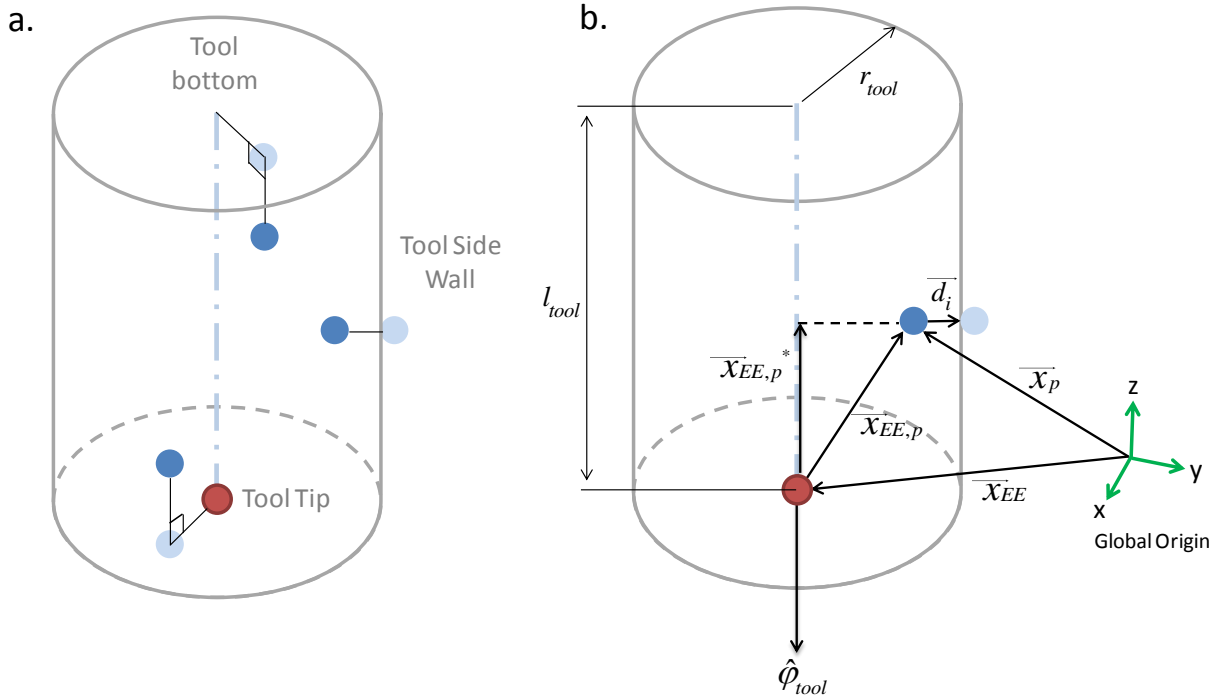 a.
Tool
bottom
Tool Side
Wall
Tool Tip
b.
r_tool
l_tool
d_i
x_EE,p*
x_EE,p
x_p
x_EE
z
y
x
Global Origin
φ̂_tool